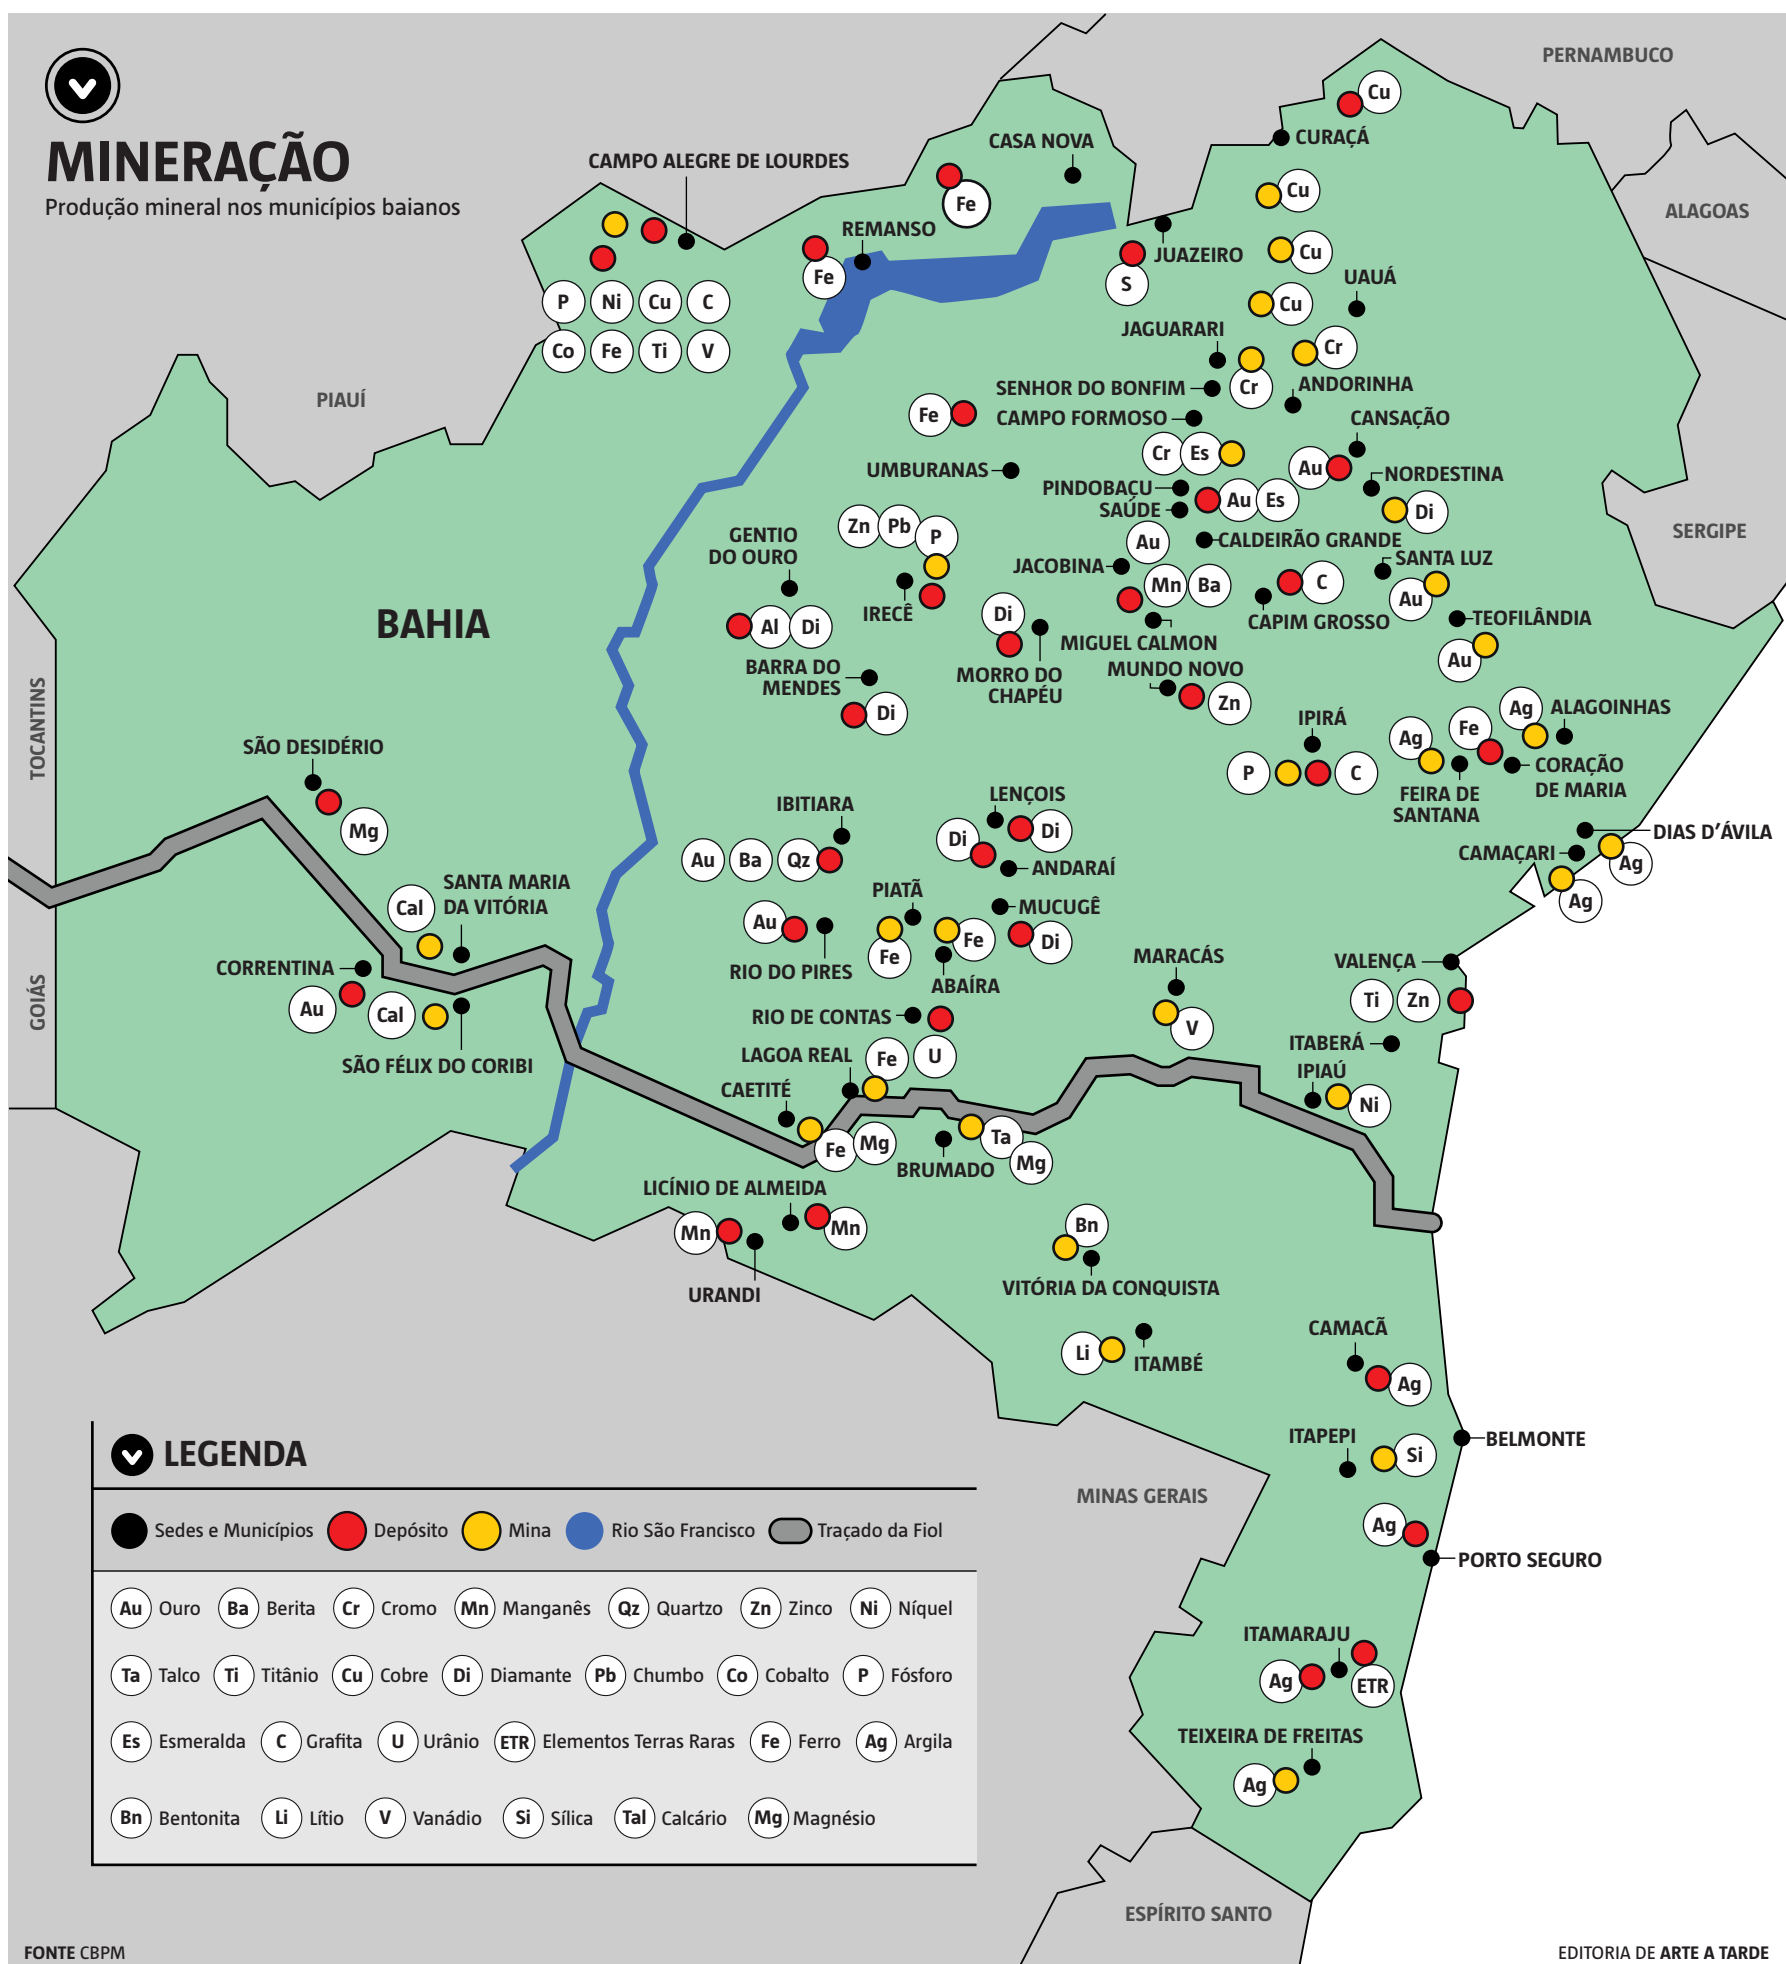 MINERAÇÃO
Produção mineral nos municípios baianos
PERNAMBUCO
ALAGOAS
SERGIPE
PIAUÍ
TOCANTINS
GOIÁS
MINAS GERAIS
ESPÍRITO SANTO
BAHIA
Cu
CURAÇÁ
CASA NOVA
Fe
CAMPO ALEGRE DE LOURDES
P Ni Cu C
Co Fe Ti V
REMANSO
Fe
JUAZEIRO
S
Cu
Cu
Cu
UAUÁ
Cr
JAGUARARI
Cr
SENHOR DO BONFIM
ANDORINHA
CAMPO FORMOSO
Cr Es
Fe
CANSAÇÃO
Au
UMBURANAS
NORDESTINA
Di
PINDOBAÇU
Au Es
SAÚDE
Au
CALDEIRÃO GRANDE
Zn Pb P
IRECÊ
GENTIO
DO OURO
Al Di
JACOBINA
Mn Ba
SANTA LUZ
Au
C
CAPIM GROSSO
TEOFILÂNDIA
Au
Di
MORRO DO
CHAPÉU
MIGUEL CALMON
MUNDO NOVO
Zn
BARRA DO
MENDES
Di
IPIRÁ
P C
Ag
ALAGOINHAS
Fe
CORAÇÃO
DE MARIA
Ag
FEIRA DE
SANTANA
SÃO DESIDÉRIO
Mg
IBITIARA
Au Ba Qz
LENÇOIS
Di
Di
ANDARAÍ
DIAS D’ÁVILA
Ag
CAMAÇARI
Ag
SANTA MARIA
DA VITÓRIA
Cal
PIATÃ
Fe
Au
RIO DO PIRES
Fe
ABAÍRA
MUCUGÊ
Di
CORRENTINA
Au
Cal
SÃO FÉLIX DO CORIBI
MARACÁS
V
VALENÇA
Ti Zn
RIO DE CONTAS
U
LAGOA REAL
Fe
ITABERÁ
IPIAÚ
Ni
CAETITÉ
Fe Mg
BRUMADO
Ta
Mg
LICÍNIO DE ALMEIDA
Mn
Mn
URANDI
Bn
VITÓRIA DA CONQUISTA
Li
ITAMBÉ
CAMACÃ
Ag
ITAPEPI
Si
BELMONTE
Ag
PORTO SEGURO
ITAMARAJU
Ag
ETR
TEIXEIRA DE FREITAS
Ag
LEGENDA
Sedes e Municípios Depósito Mina Rio São Francisco Traçado da Fiol
Au Ouro Ba Berita Cr Cromo Mn Manganês Qz Quartzo Zn Zinco Ni Níquel
Ta Talco Ti Titânio Cu Cobre Di Diamante Pb Chumbo Co Cobalto P Fósforo
Es Esmeralda C Grafita U Urânio ETR Elementos Terras Raras Fe Ferro Ag Argila
Bn Bentonita Li Lítio V Vanádio Si Sílica Tal Calcário Mg Magnésio
FONTE CBPM
EDITORIA DE ARTE A TARDE